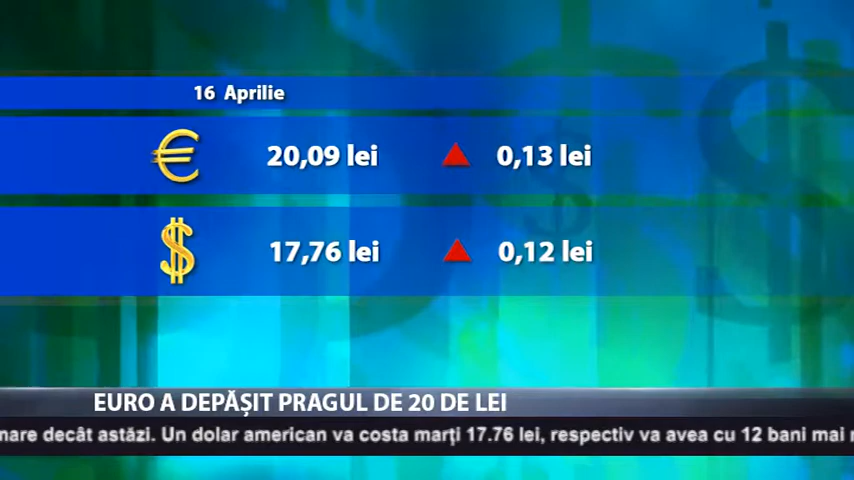 16 Aprilie
€ 20,09 lei ▲ 0,13 lei
$ 17,76 lei ▲ 0,12 lei
EURO A DEPĂȘIT PRAGUL DE 20 DE LEI
decât astăzi. Un dolar american va costa marţi 17.76 lei, respectiv va avea cu 12 bani mai